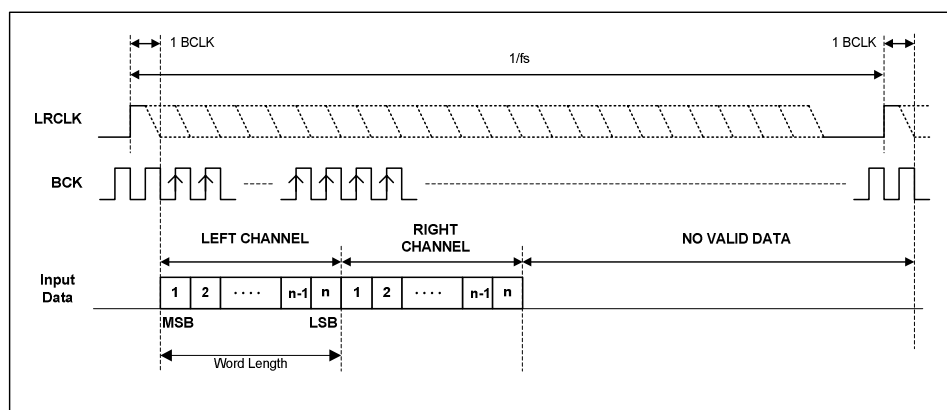 1 BCLK
1 BCLK
1/fs
LRCLK
BCK
LEFT CHANNEL
RIGHT
CHANNEL
NO VALID DATA
Input
Data
1 2 .... n-1 n 1 2 .... n-1 n
MSB
LSB
Word Length